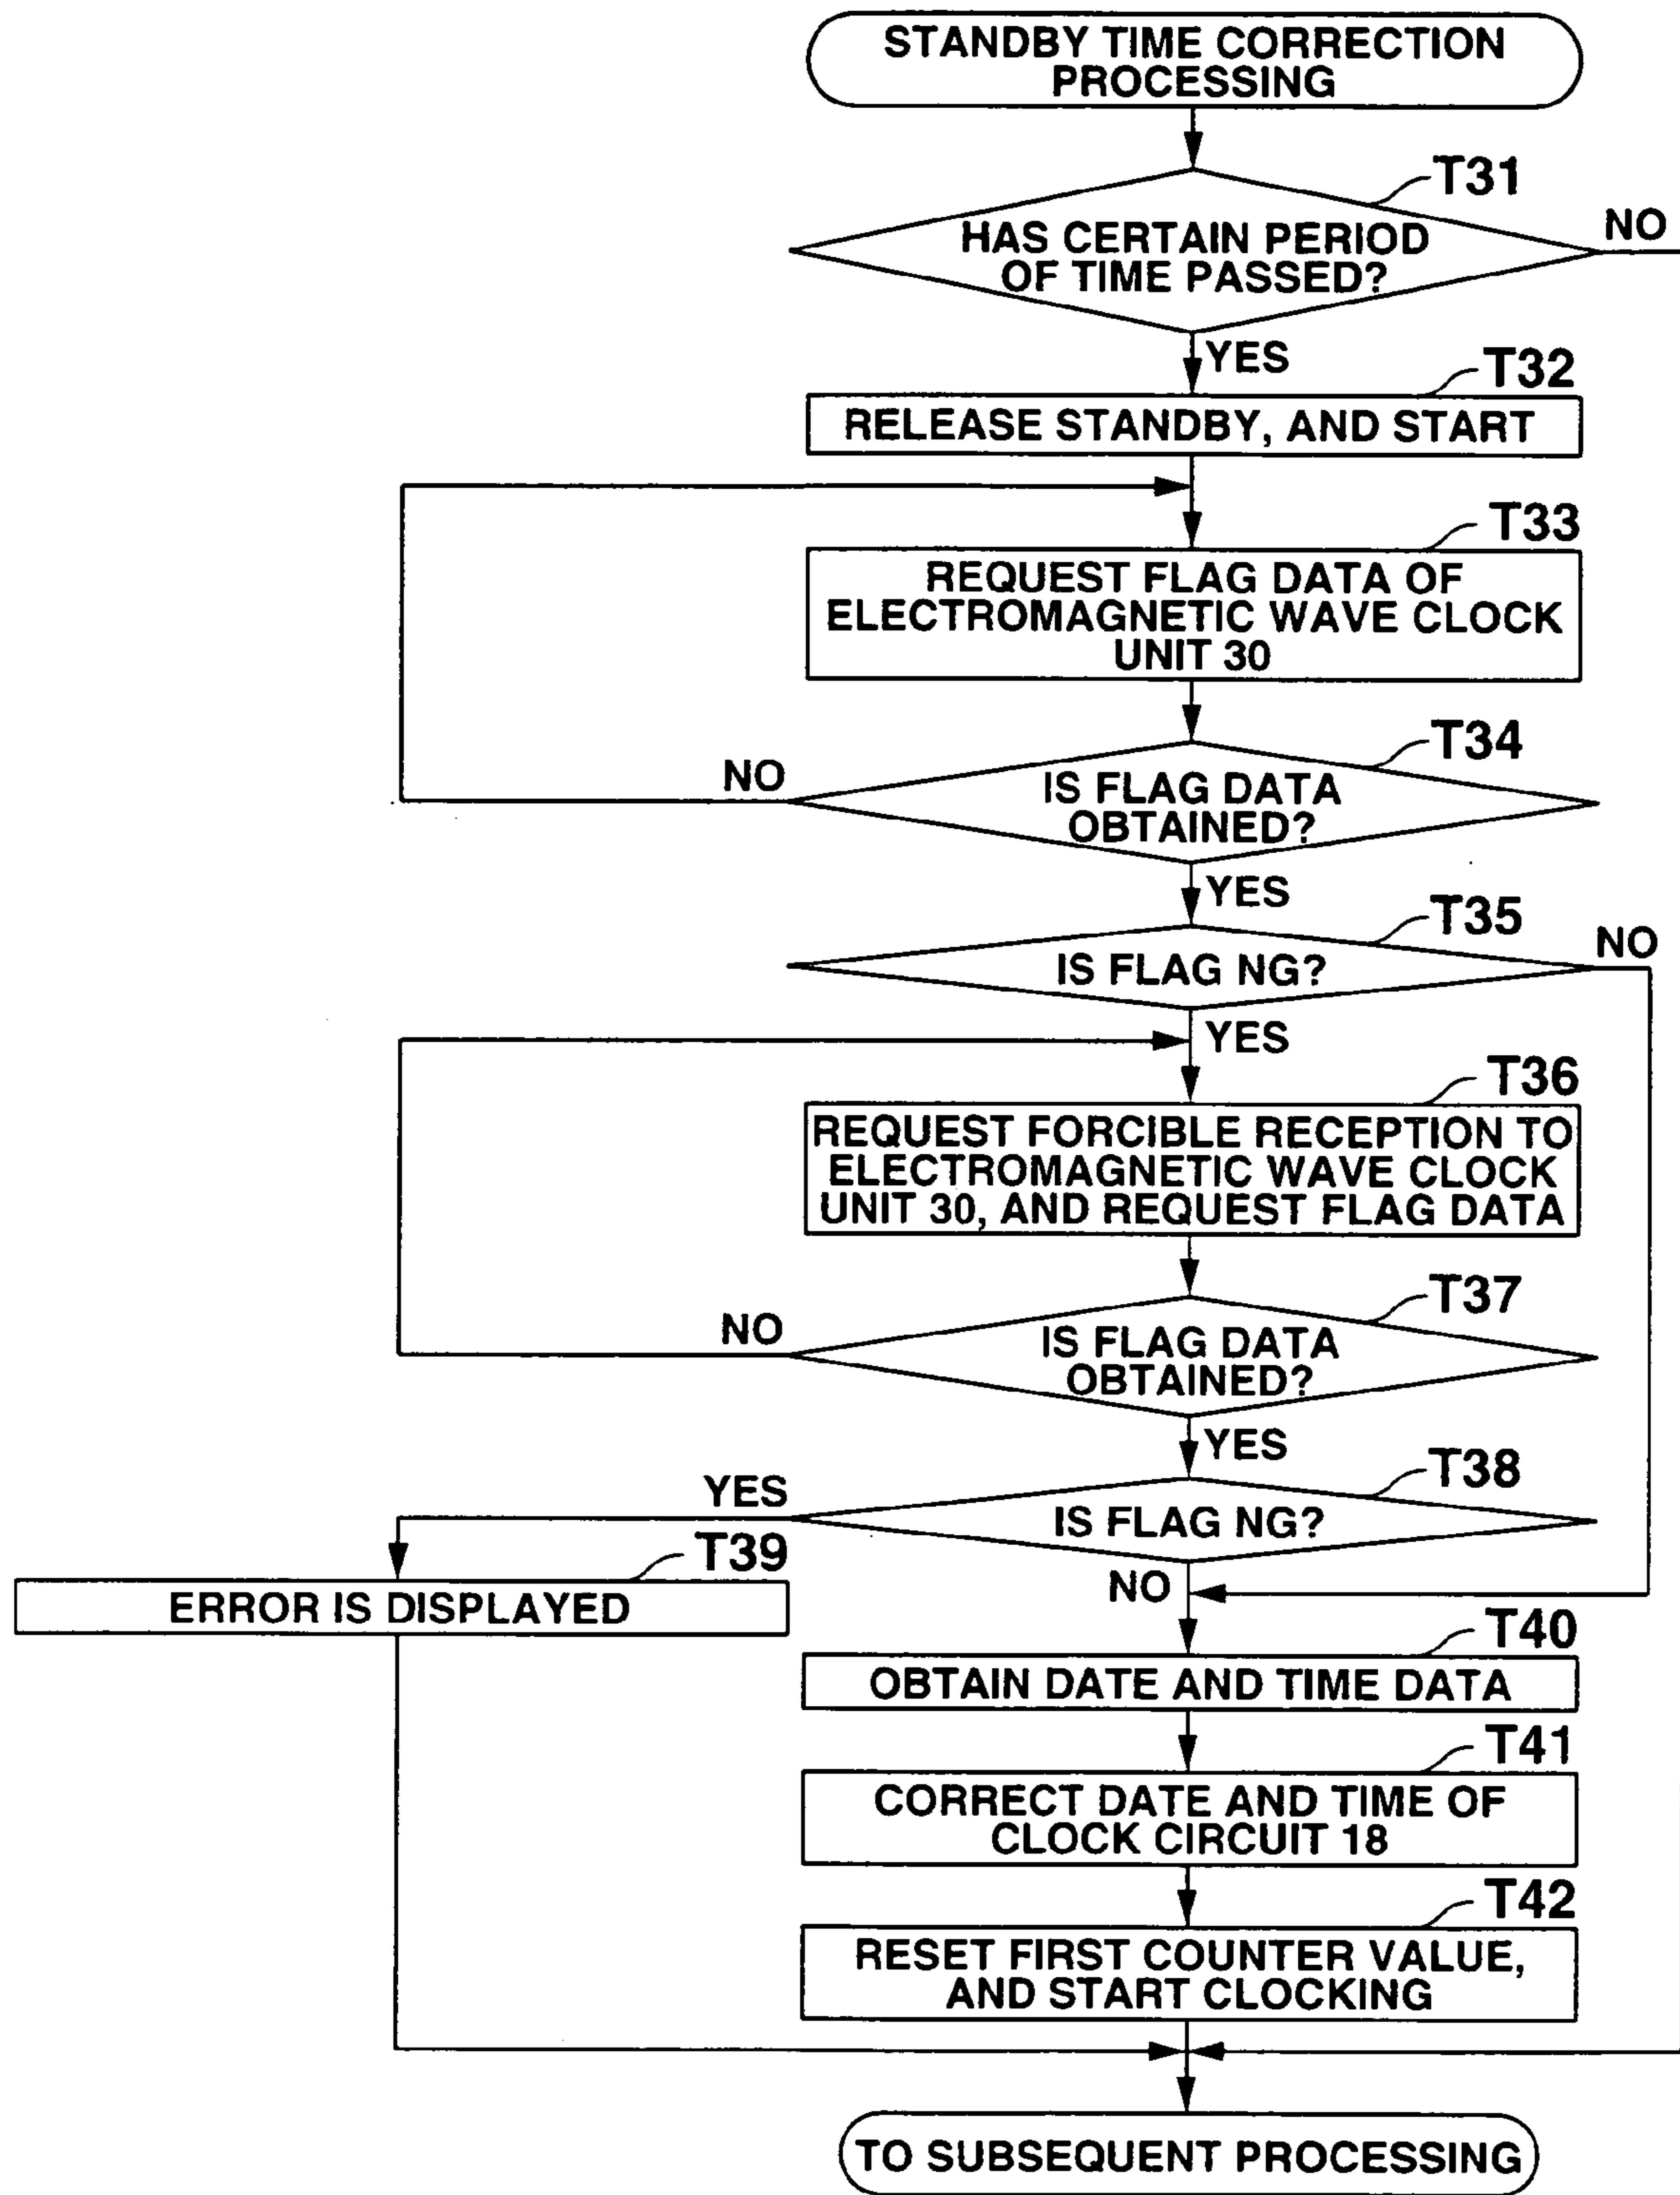 STANDBY TIME CORRECTION
PROCESSING
T31
HAS CERTAIN PERIOD
OF TIME PASSED?
NO
YES
T32
RELEASE STANDBY, AND START
T33
REQUEST FLAG DATA OF
ELECTROMAGNETIC WAVE CLOCK
UNIT 30
T34
NO
IS FLAG DATA
OBTAINED?
YES
T35
NO
IS FLAG NG?
YES
T36
REQUEST FORCIBLE RECEPTION TO
ELECTROMAGNETIC WAVE CLOCK
UNIT 30, AND REQUEST FLAG DATA
T37
NO
IS FLAG DATA
OBTAINED?
YES
T38
YES
IS FLAG NG?
T39
ERROR IS DISPLAYED
NO
T40
OBTAIN DATE AND TIME DATA
T41
CORRECT DATE AND TIME OF
CLOCK CIRCUIT 18
T42
RESET FIRST COUNTER VALUE,
AND START CLOCKING
TO SUBSEQUENT PROCESSING